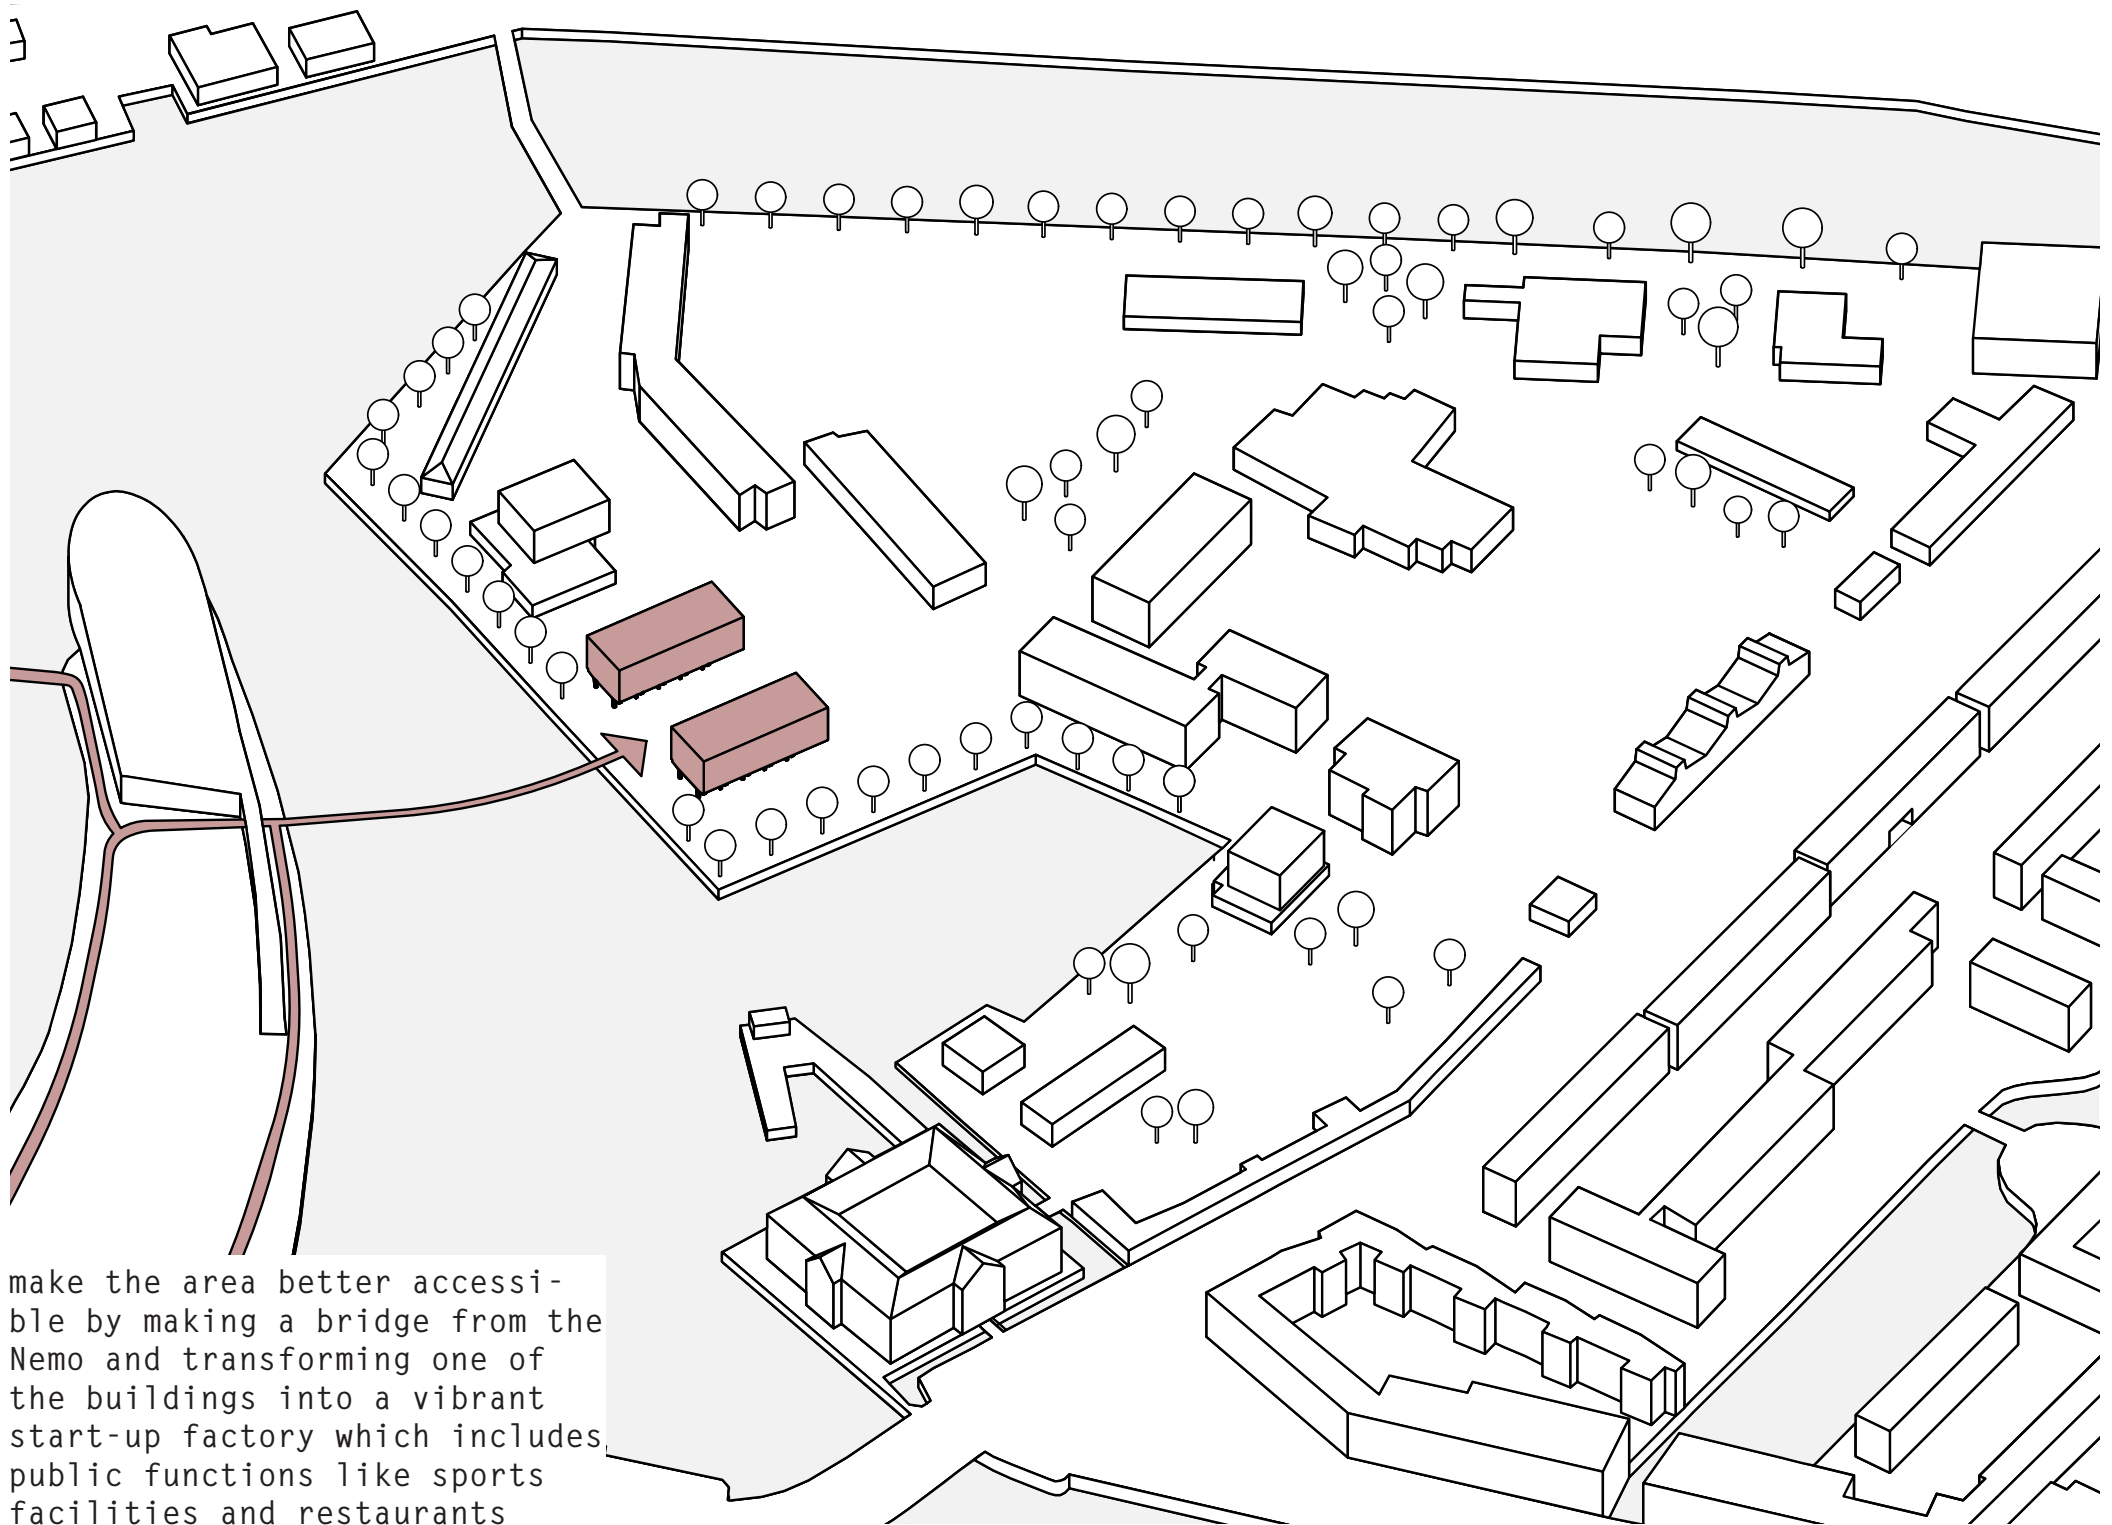 make the area better accessi-
ble by making a bridge from the
Nemo and transforming one of
the buildings into a vibrant
start-up factory which includes
public functions like sports
facilities and restaurants